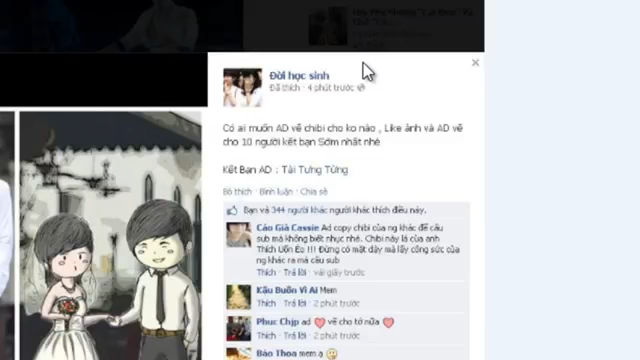 Đời học sinh
Đã thích · 4 phút trước
Có ai muốn AD vẽ chibi cho ko nào , Like ảnh và AD vẽ
cho 10 người kết bạn Sớm nhất nhé
Kết Bạn AD : Tài Tưng Tửng
Bỏ thích · Bình luận · Chia sẻ
Bạn và 344 người khác người khác thích điều này.
Cáo Già Cassie Ad copy chibi của ng khác để câu
sub mà không biết nhục nhé. Chibi này là của anh
Thích Uốn Éo !!! Đừng có mặt dày mà lấy công sức của
ng khác ra mà câu sub
Thích · Trả lời · vài giây trước
Kậu Buồn Vì Ai Mem
Thích · Trả lời · 2 phút trước
Phuc Chjp ad ❤ vẽ cho tớ nữa ❤
Thích · Trả lời · 2 phút trước
Bảo Thoa mem ạ